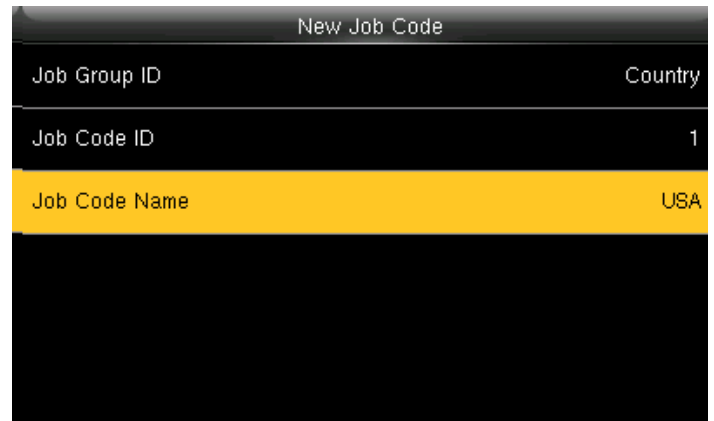 New Job Code
Job Group ID Country
Job Code ID 1
Job Code Name USA